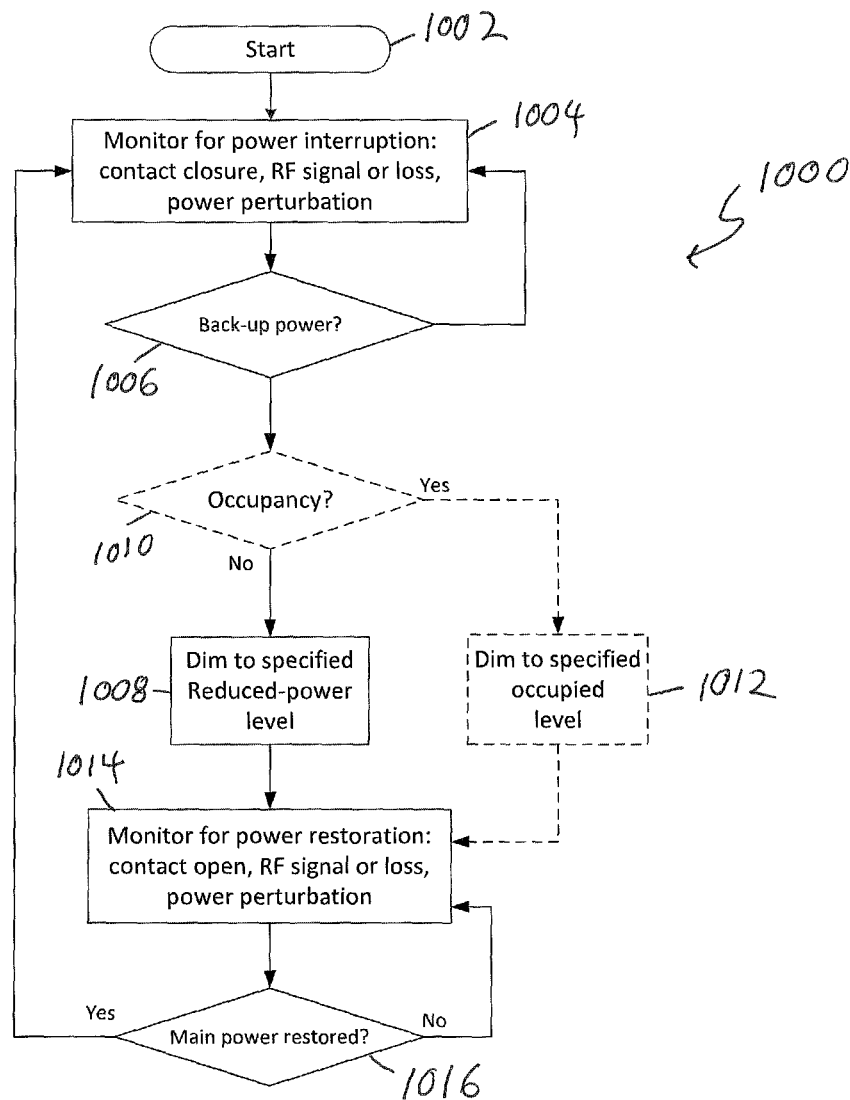 Start
1002
Monitor for power interruption:
contact closure, RF signal or loss,
power perturbation
1004
1000
Back-up power?
1006
Occupancy?
Yes
1010
No
Dim to specified
Reduced-power
level
1008
Dim to specified
occupied
level
1012
1014
Monitor for power restoration:
contact open, RF signal or loss,
power perturbation
Yes
Main power restored?
No
1016